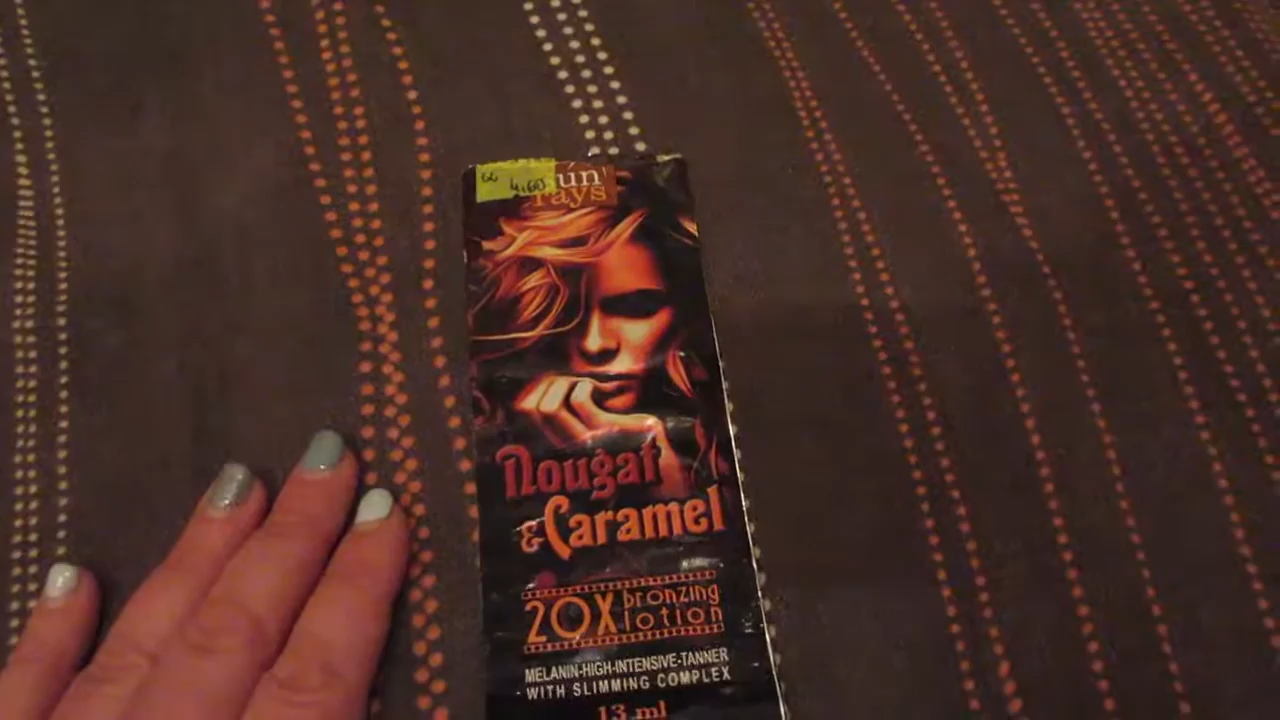 4,60
un'
rays
Nougat
& Caramel
20X bronzing
lotion
MELANIN-HIGH-INTENSIVE-TANNER
- WITH SLIMMING COMPLEX
13 ml